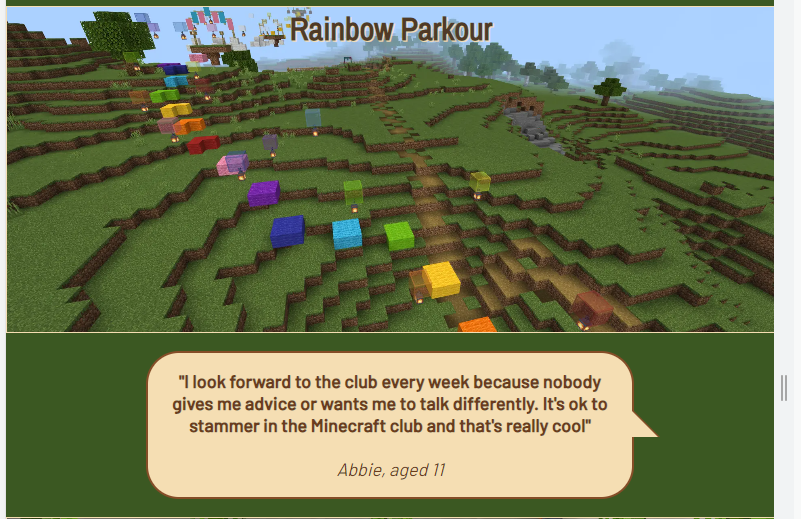 Rainbow Parkour
"I look forward to the club every week because nobody
gives me advice or wants me to talk differently. It's ok to
stammer in the Minecraft club and that's really cool"
Abbie, aged 11